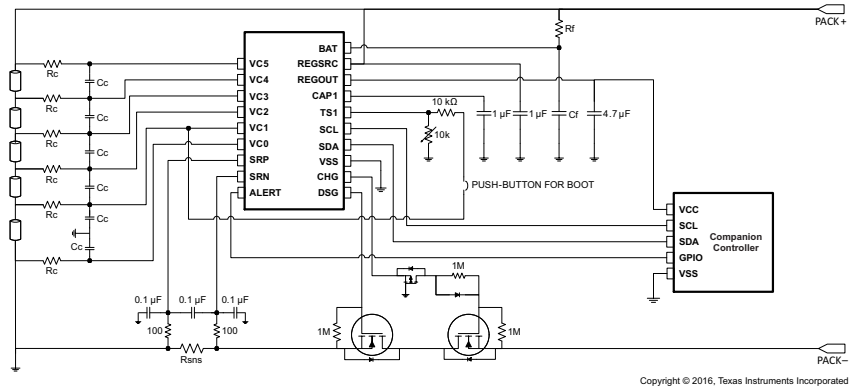 PACK+
Rf
BAT
REGSRC
REGOUT
CAP1
TS1
SCL
SDA
VSS
CHG
DSG
VC5
VC4
VC3
VC2
VC1
VC0
SRP
SRN
ALERT
Rc
Cc
Rc
Cc
Rc
Cc
Rc
Cc
Rc
Cc
Cc
Rc
10 kΩ
10k
1 µF
1 µF
Cf
4.7 µF
PUSH-BUTTON FOR BOOT
VCC
SCL
SDA
GPIO
VSS
Companion
Controller
0.1 µF
0.1 µF
0.1 µF
100
100
Rsns
1M
1M
1M
PACK–
Copyright © 2016, Texas Instruments Incorporated